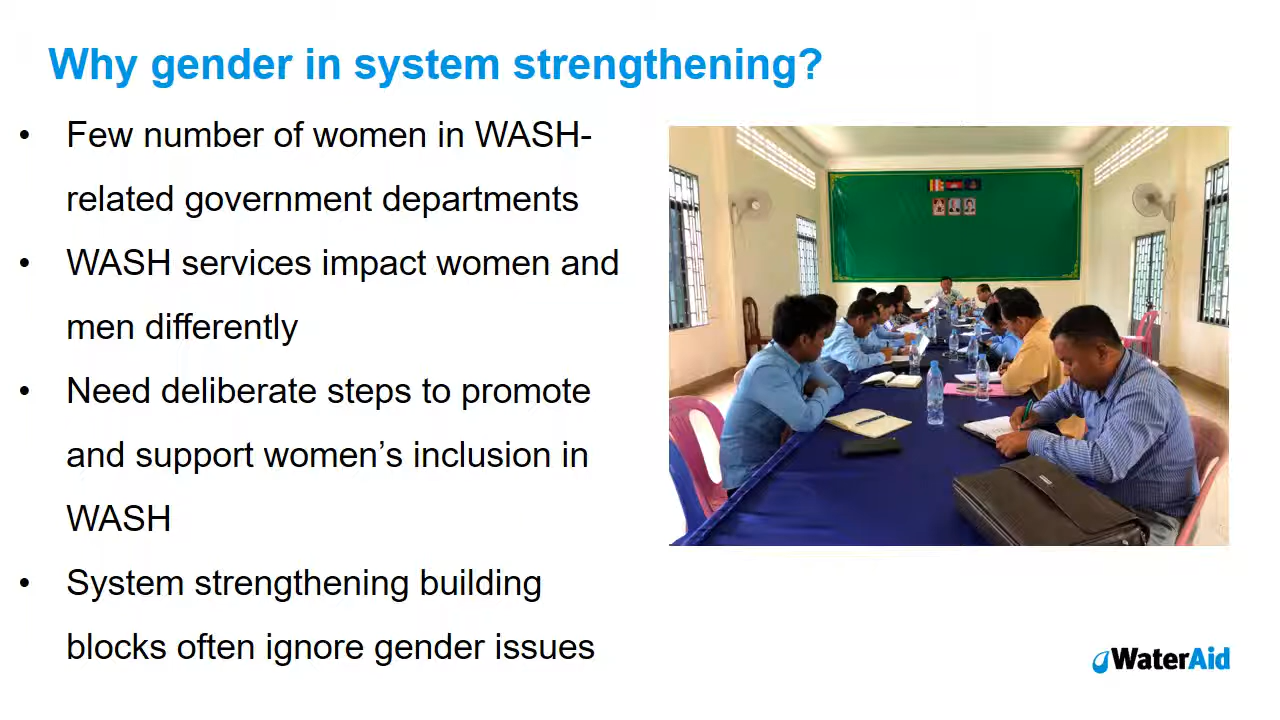 Why gender in system strengthening?
• Few number of women in WASH-
related government departments
• WASH services impact women and
men differently
• Need deliberate steps to promote
and support women’s inclusion in
WASH
• System strengthening building
blocks often ignore gender issues
WaterAid